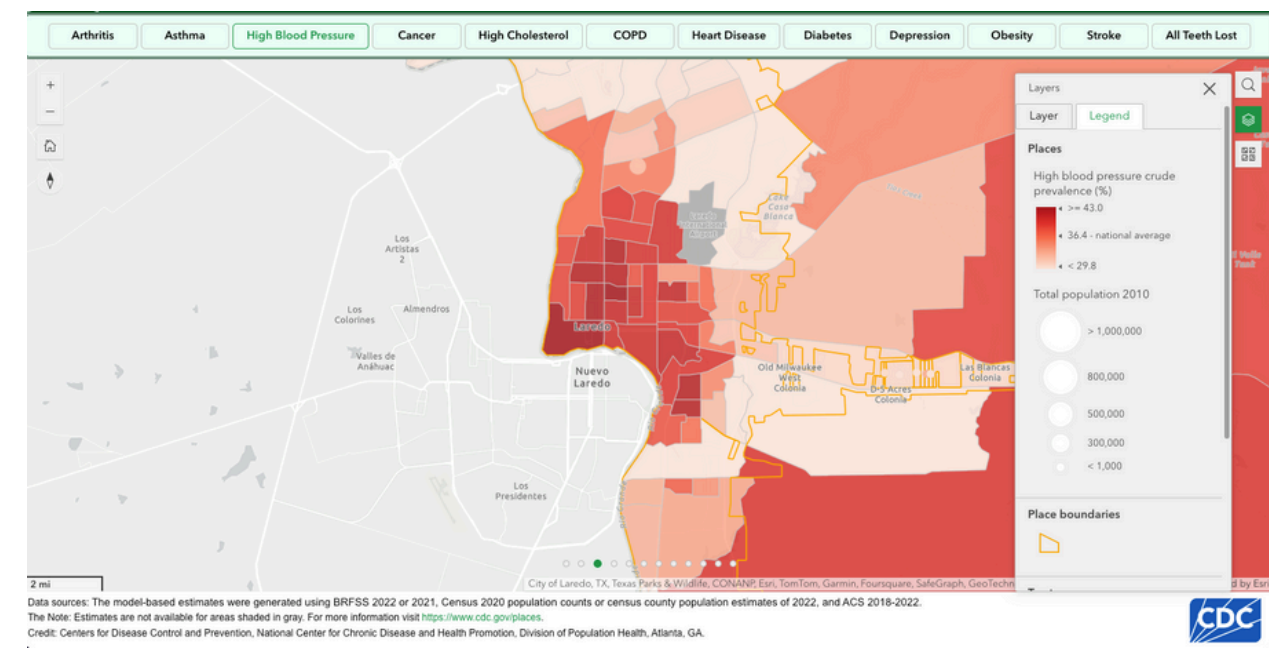 Arthritis
Asthma
High Blood Pressure
Cancer
High Cholesterol
COPD
Heart Disease
Diabetes
Depression
Obesity
Stroke
All Teeth Lost
Layers
Layer
Legend
Places
High blood pressure crude
prevalence (%)
>= 43.0
36.4 - national average
< 29.8
Total population 2010
> 1,000,000
800,000
500,000
300,000
< 1,000
Place boundaries
Lake
Casa
Blanca
Laredo
International
Airport
Los
Artistas
2
Los
Colorines
Almendros
Laredo
Valles de
Anáhuac
Nuevo
Laredo
Old Milwaukee
West
Colonia
D-5 Acres
Colonia
Las Blancas
Colonia
Los
Presidentes
2 mi
City of Laredo, TX, Texas Parks & Wildlife, CONANP, Esri, TomTom, Garmin, Foursquare, SafeGraph, GeoTechn
d by Esri
Data sources: The model-based estimates were generated using BRFSS 2022 or 2021, Census 2020 population counts or census county population estimates of 2022, and ACS 2018-2022.
The Note: Estimates are not available for areas shaded in gray. For more information visit https://www.cdc.gov/places.
Credit: Centers for Disease Control and Prevention, National Center for Chronic Disease and Health Promotion, Division of Population Health, Atlanta, GA.
CDC